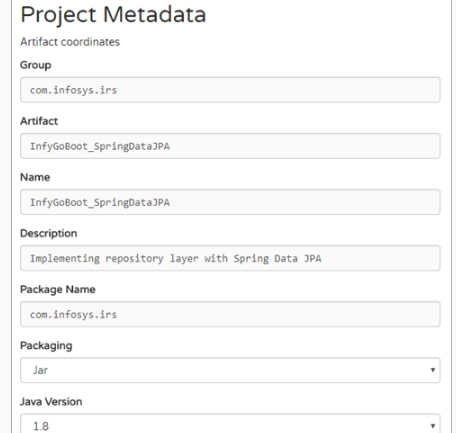 Project Metadata
Artifact coordinates
Group
com.infosys.irs
Artifact
InfyGoBoot_SpringDataJPA
Name
InfyGoBoot_SpringDataJPA
Description
Implementing repository layer with Spring Data JPA
Package Name
com.infosys.irs
Packaging
Jar
Java Version
1.8